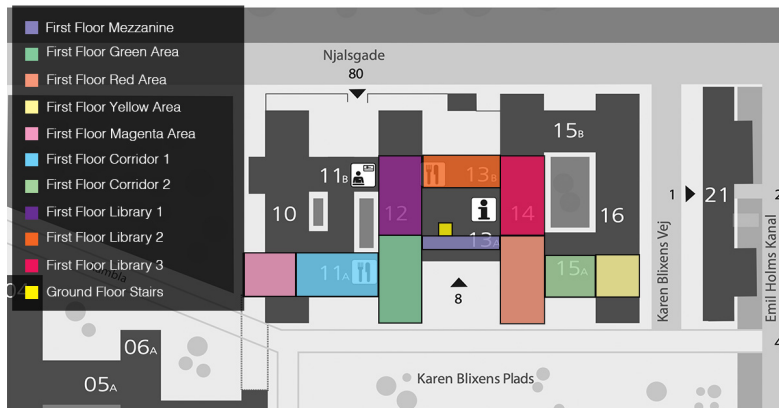 First Floor Mezzanine
First Floor Green Area
First Floor Red Area
First Floor Yellow Area
First Floor Magenta Area
First Floor Corridor 1
First Floor Corridor 2
First Floor Library 1
First Floor Library 2
First Floor Library 3
Ground Floor Stairs
Njalsgade
80
15B
11B
13B
10
12
14
16
1
21
2
13A
11A
15A
8
Karen Blixens Vej
Emil Holms Kanal
04
06A
05A
4
Karen Blixens Plads